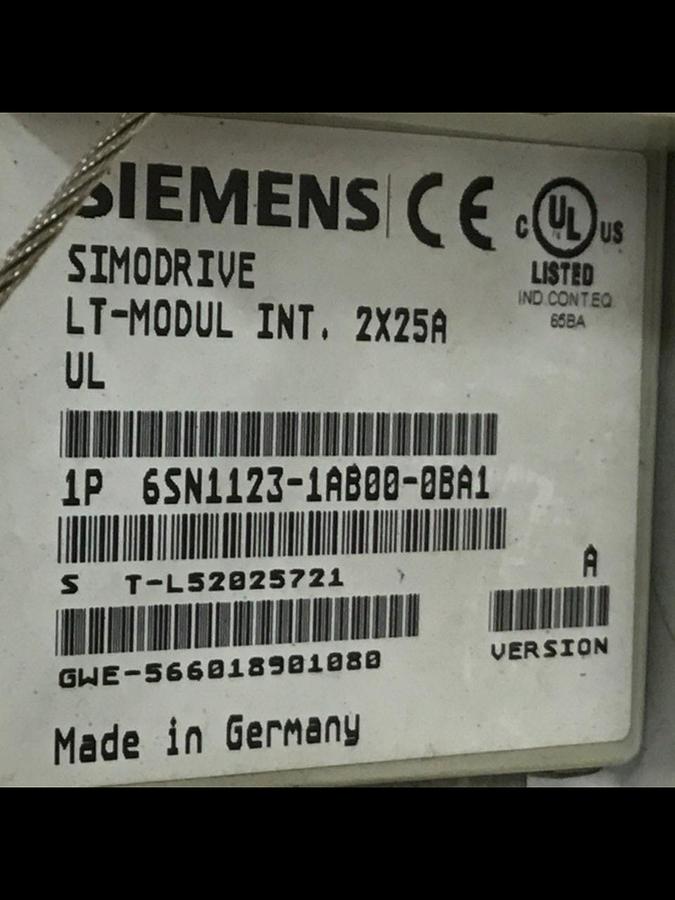 SIEMENS CE C UL US
LISTED
SIMODRIVE
IND.CONT.EQ
LT-MODUL INT. 2X25A
65BA
UL
1P 6SN1123-1AB00-0BA1
S T-L52025721
A
GWE-566018901080
VERSION
Made in Germany